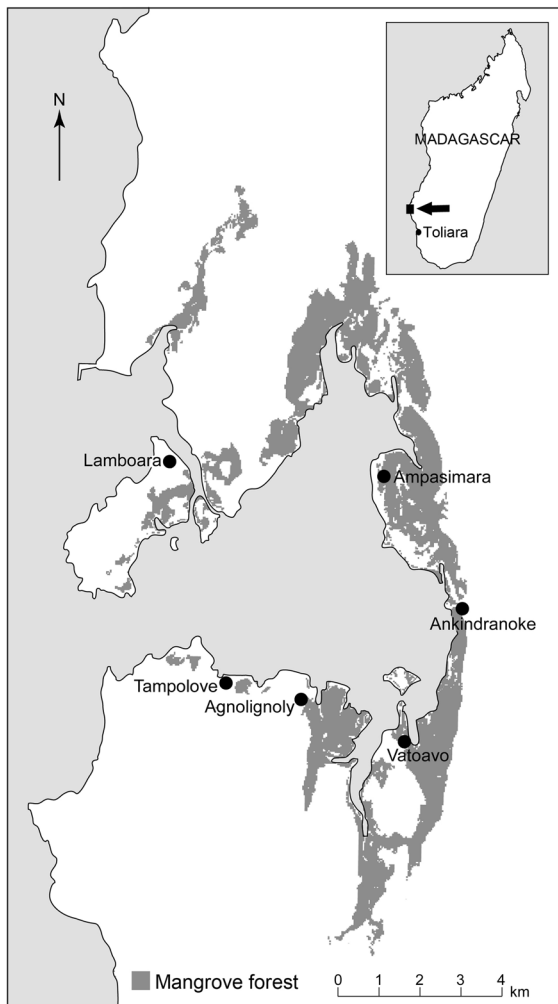 N
MADAGASCAR
Toliara
Lamboara
Ampasimara
Ankindranoke
Tampolove
Agnolignoly
Vatoavo
Mangrove forest
0 1 2 3 4
km